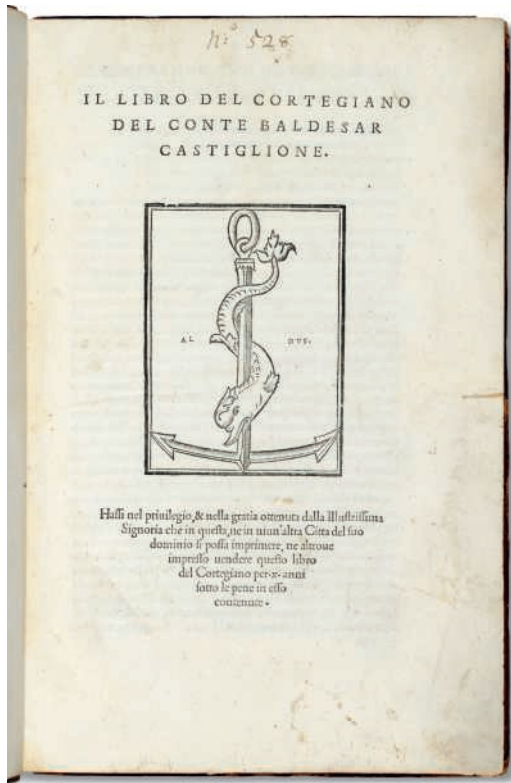 nº 528
IL LIBRO DEL CORTEGIANO
DEL CONTE BALDESAR
CASTIGLIONE.
AL DVS.
Haſſi nel priuilegio,& nella gratia ottenuta dalla Illuſtriſſima
Signoria che in queſta,ne in niun'altra Citta del ſuo
dominio ſi poſſa imprimere, ne altroue
impreſſo uendere queſto libro
del Cortegiano per·x·anni
ſotto le pene in eſſo
contenute·